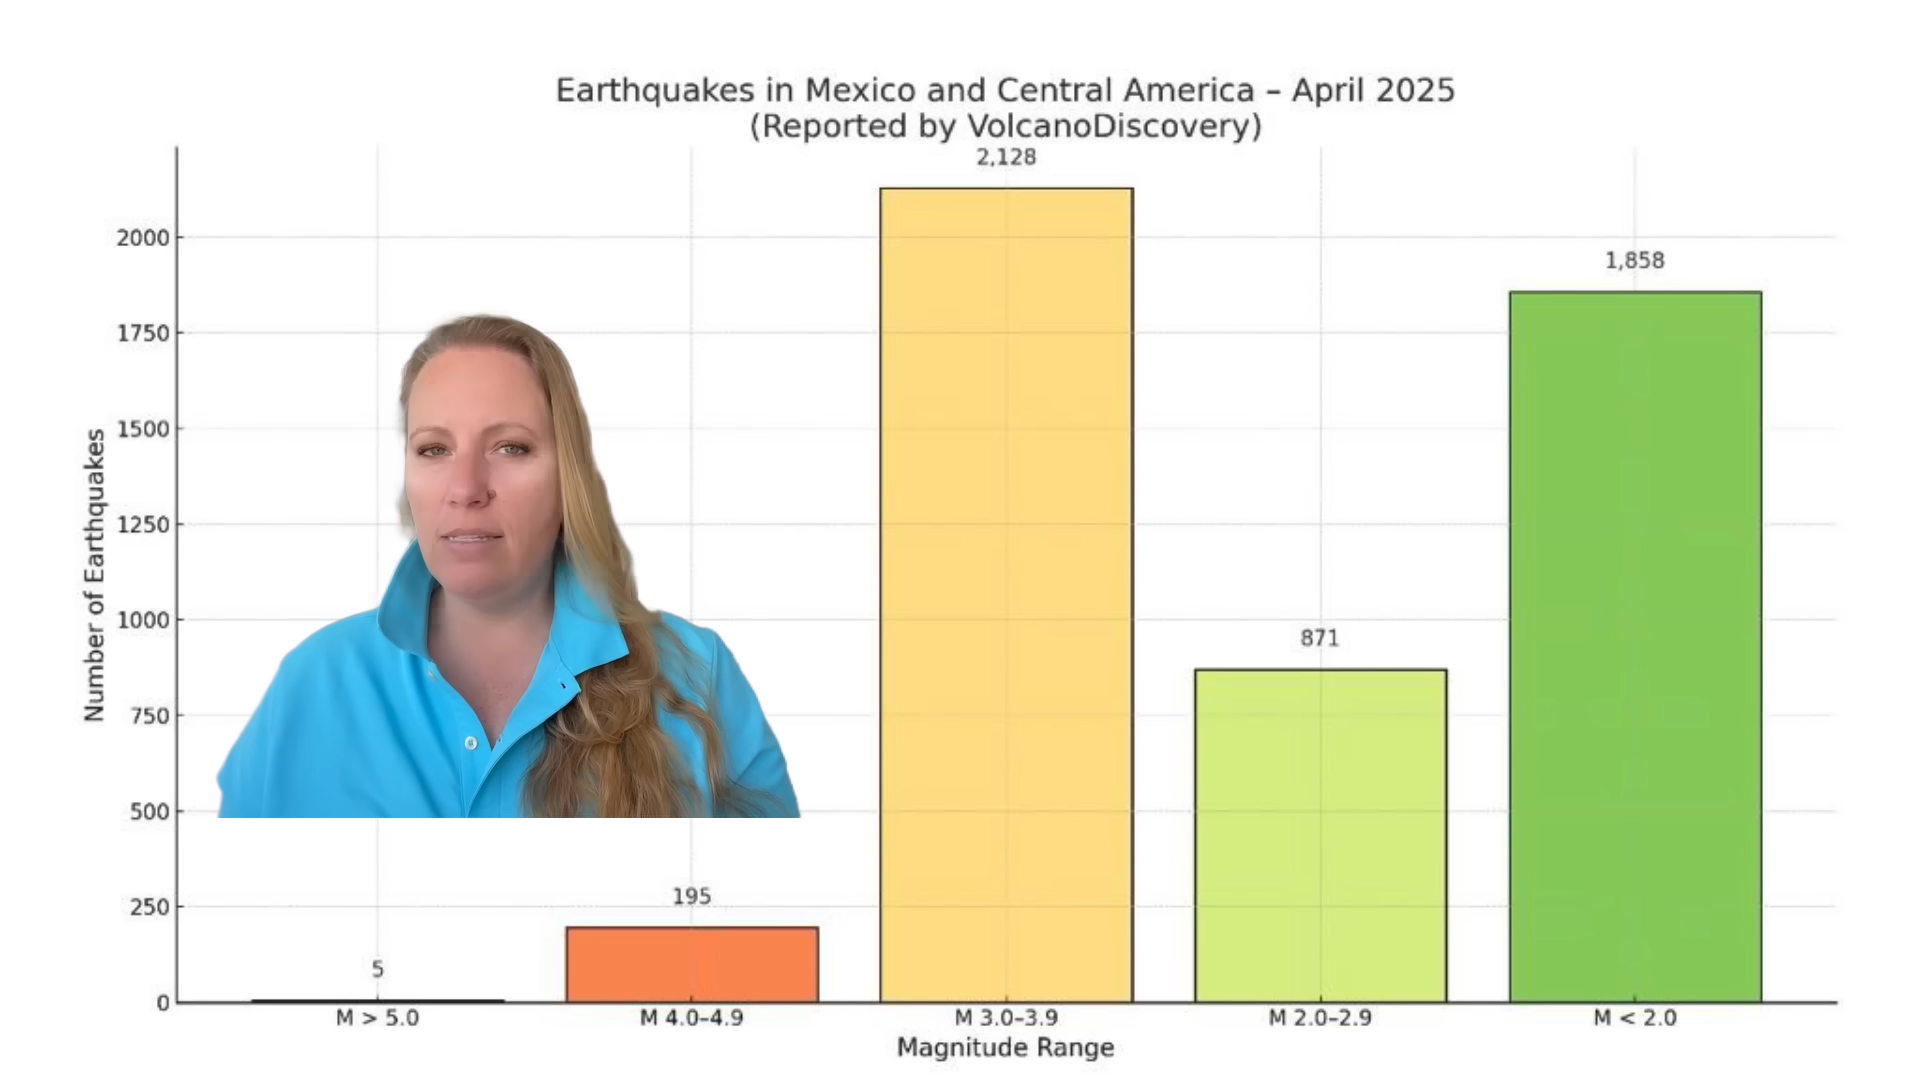 Earthquakes in Mexico and Central America – April 2025
(Reported by VolcanoDiscovery)
2,128
2000
1,858
1750
1500
1250
1000
871
750
500
250
195
5
0
M > 5.0
M 4.0–4.9
M 3.0–3.9
M 2.0–2.9
M < 2.0
Number of Earthquakes
Magnitude Range